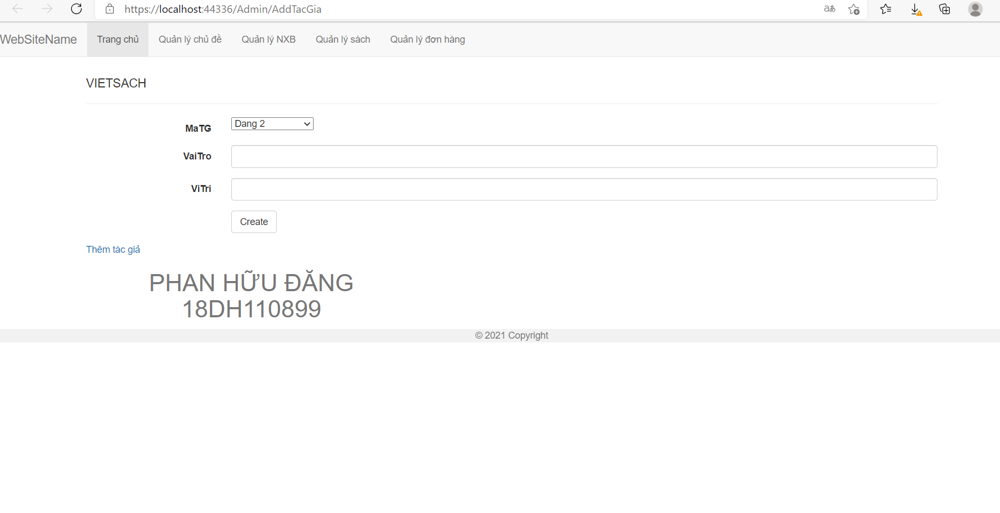 https://localhost:44336/Admin/AddTacGia
WebSiteName Trang chủ Quản lý chủ đề Quản lý NXB Quản lý sách Quản lý đơn hàng
VIETSACH
MaTG Dang 2
VaiTro
ViTri
Create
Thêm tác giả
PHAN HỮU ĐĂNG
18DH110899
© 2021 Copyright